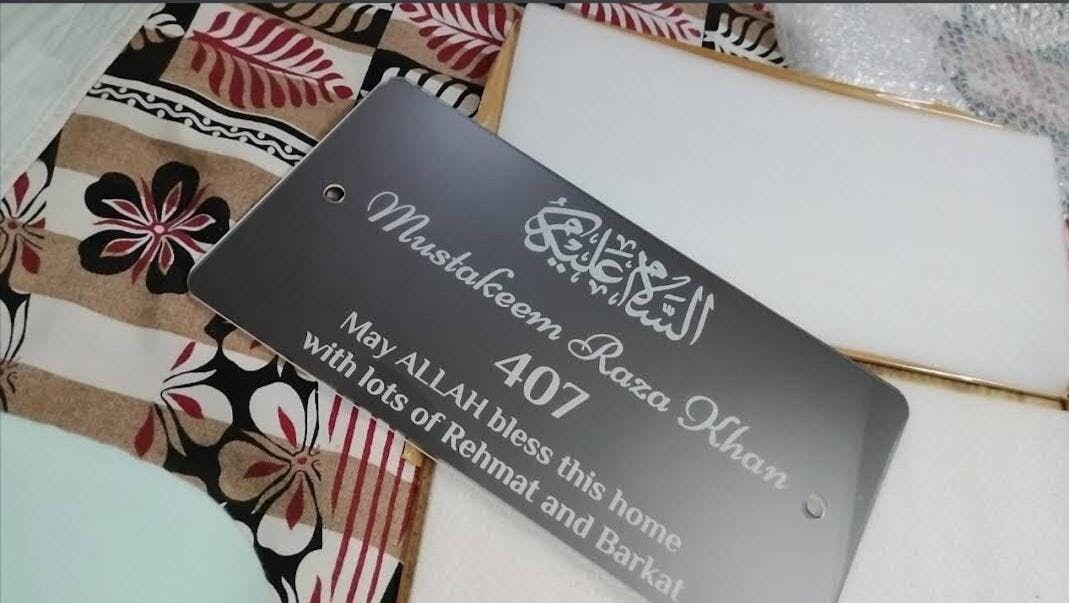 السلام عليكم
Mustakeem Raza Khan
407
May ALLAH bless this home
with lots of Rehmat and Barkat